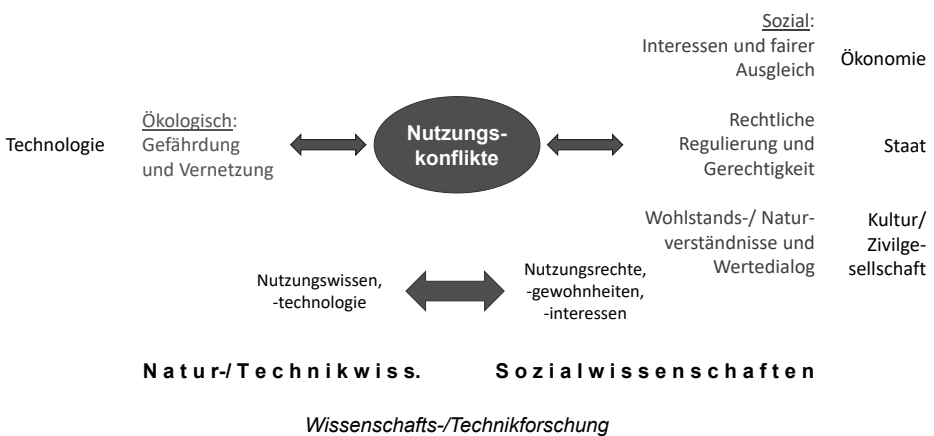 Sozial:
Interessen und fairer
Ausgleich
Ökonomie
Technologie
Ökologisch:
Gefährdung
und Vernetzung
Nutzungs-
konflikte
Rechtliche
Regulierung und
Gerechtigkeit
Staat
Wohlstands-/ Natur-
verständnisse und
Wertedialog
Kultur/
Zivilge-
sellschaft
Nutzungswissen,
-technologie
Nutzungsrechte,
-gewohnheiten,
-interessen
Natur-/Technikwiss.
Sozialwissenschaften
Wissenschafts-/Technikforschung